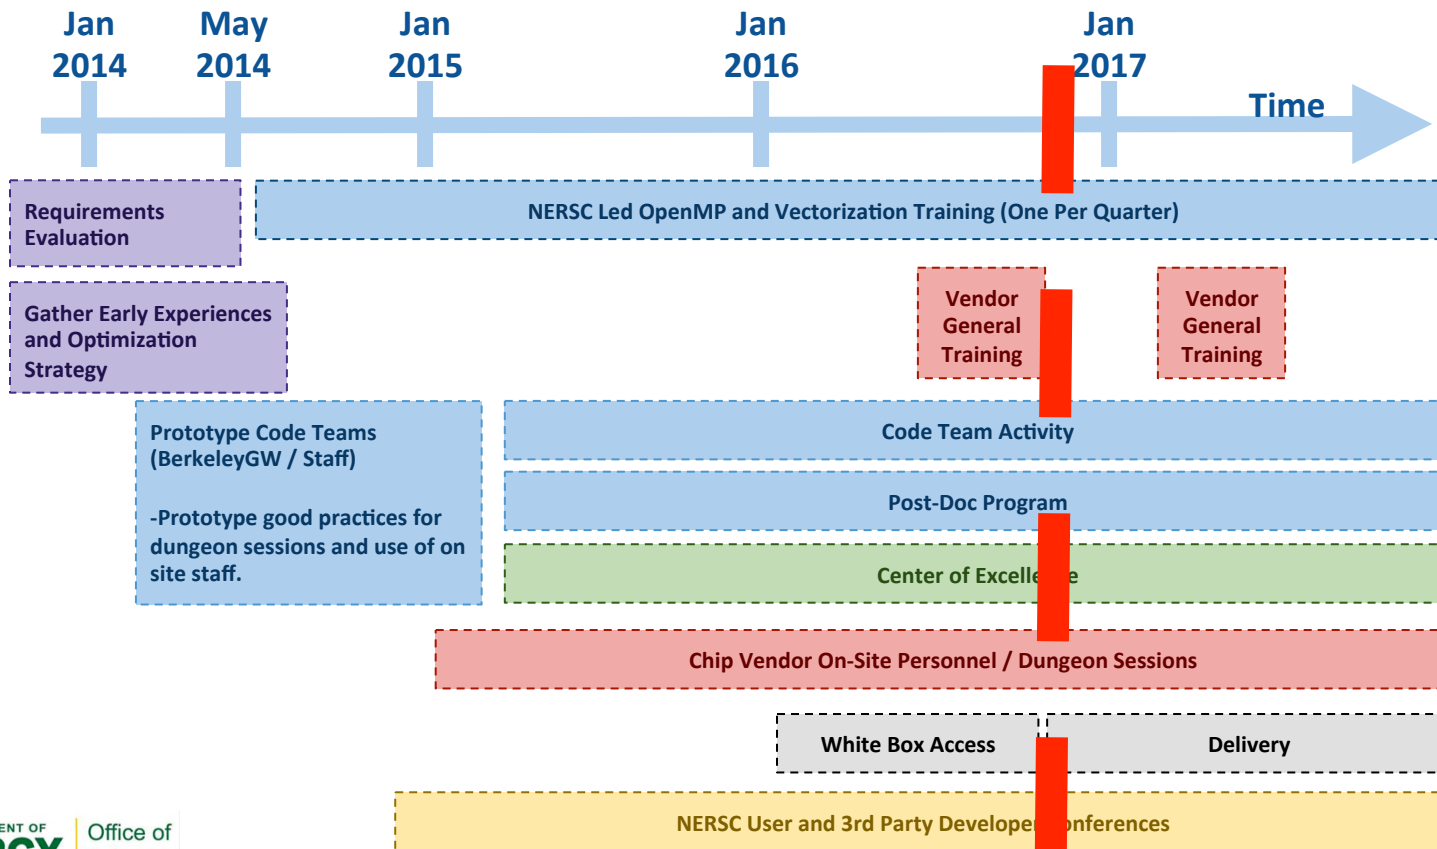 Jan
2014
May
2014
Jan
2015
Jan
2016
Jan
2017
Time
Requirements
Evaluation
NERSC Led OpenMP and Vectorization Training (One Per Quarter)
Gather Early Experiences
and Optimization
Strategy
Vendor
General
Training
Vendor
General
Training
Prototype Code Teams
(BerkeleyGW / Staff)
-Prototype good practices for
dungeon sessions and use of on
site staff.
Code Team Activity
Post-Doc Program
Center of
Chip Vendor On-Site Personnel / Dungeon Sessions
White Box Access
Delivery
NERSC User and 3rd Party Developer
Office of